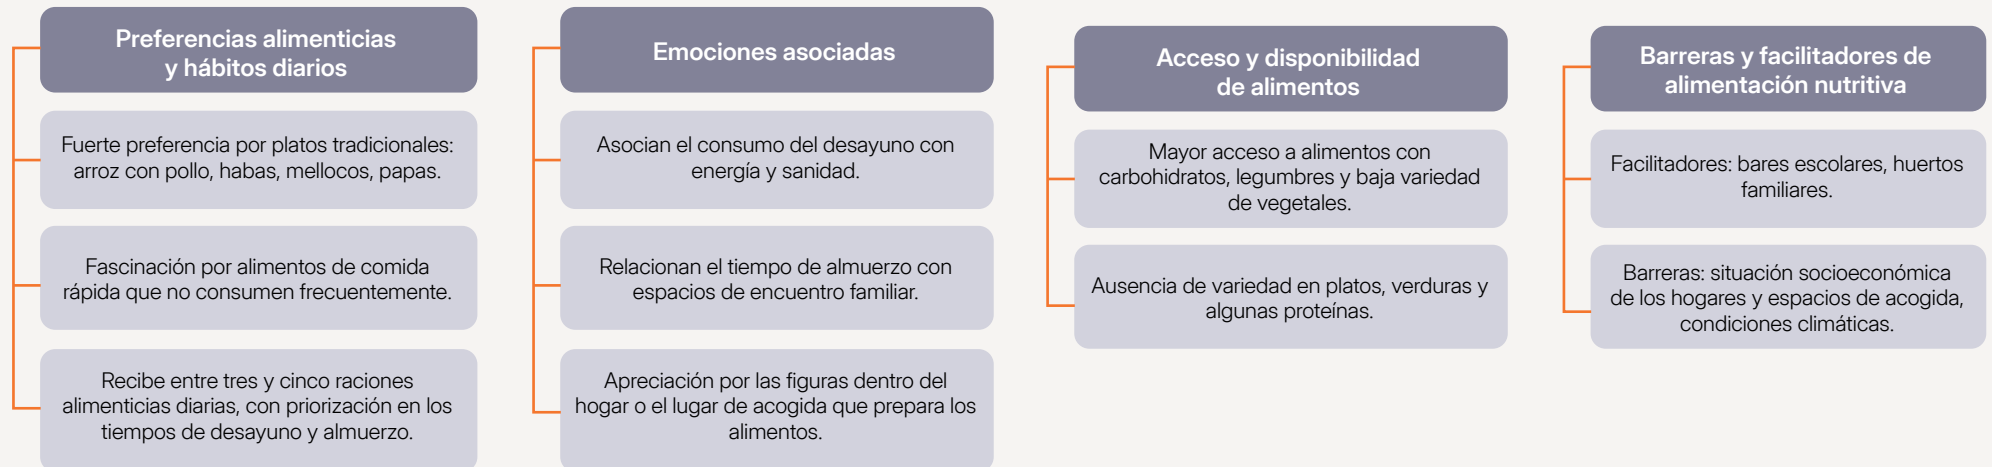 Preferencias alimenticias
y hábitos diarios
Fuerte preferencia por platos tradicionales:
arroz con pollo, habas, mellocos, papas.
Fascinación por alimentos de comida
rápida que no consumen frecuentemente.
Recibe entre tres y cinco raciones
alimenticias diarias, con priorización en los
tiempos de desayuno y almuerzo.
Emociones asociadas
Asocian el consumo del desayuno con
energía y sanidad.
Relacionan el tiempo de almuerzo con
espacios de encuentro familiar.
Apreciación por las figuras dentro del
hogar o el lugar de acogida que prepara los
alimentos.
Acceso y disponibilidad
de alimentos
Mayor acceso a alimentos con
carbohidratos, legumbres y baja variedad
de vegetales.
Ausencia de variedad en platos, verduras y
algunas proteínas.
Barreras y facilitadores de
alimentación nutritiva
Facilitadores: bares escolares, huertos
familiares.
Barreras: situación socioeconómica
de los hogares y espacios de acogida,
condiciones climáticas.